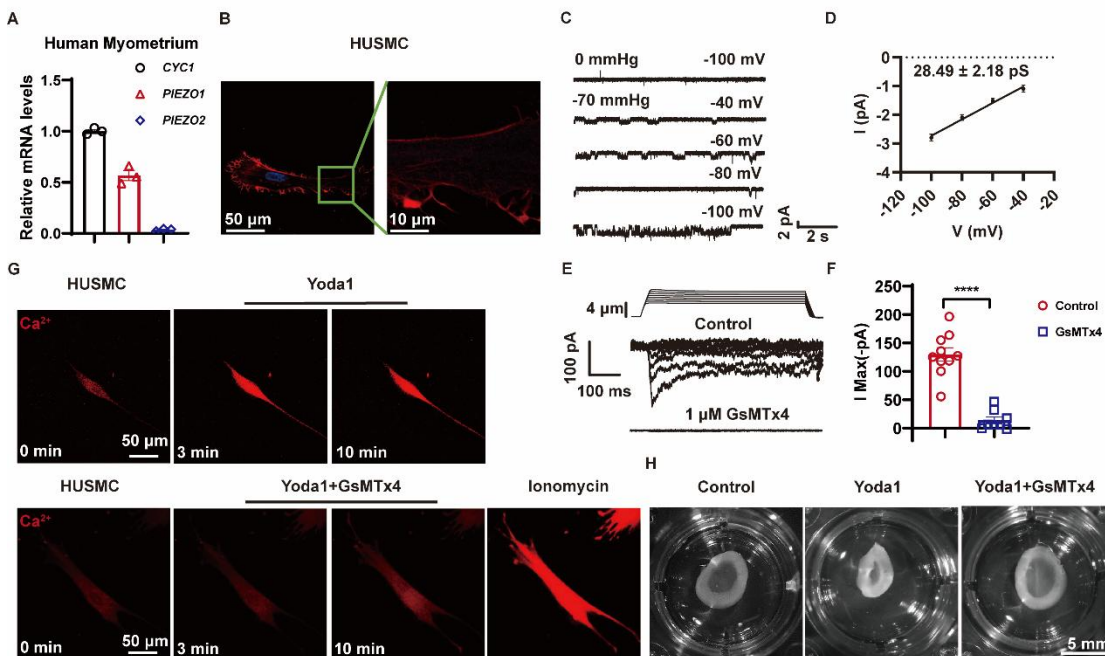 A
Human Myometrium
CYC1
PIEZO1
PIEZO2
Relative mRNA levels
1.5
1.0
0.5
0.0
B
HUSMC
50 µm
10 µm
C
0 mmHg -100 mV
-70 mmHg -40 mV
-60 mV
-80 mV
-100 mV
2 pA
2 s
D
28.49 ± 2.18 pS
I (pA)
0
-1
-2
-3
-4
-120 -100 -80 -60 -40 -20
V (mV)
E
4 µm
Control
100 pA
100 ms
1 µM GsMTx4
F
****
Control
GsMTx4
I Max(-pA)
250
200
150
100
50
0
G
HUSMC Yoda1
Ca²⁺
0 min 50 µm 3 min 10 min
HUSMC Yoda1+GsMTx4 Ionomycin
Ca²⁺
0 min 50 µm 3 min 10 min
H
Control Yoda1 Yoda1+GsMTx4
5 mm